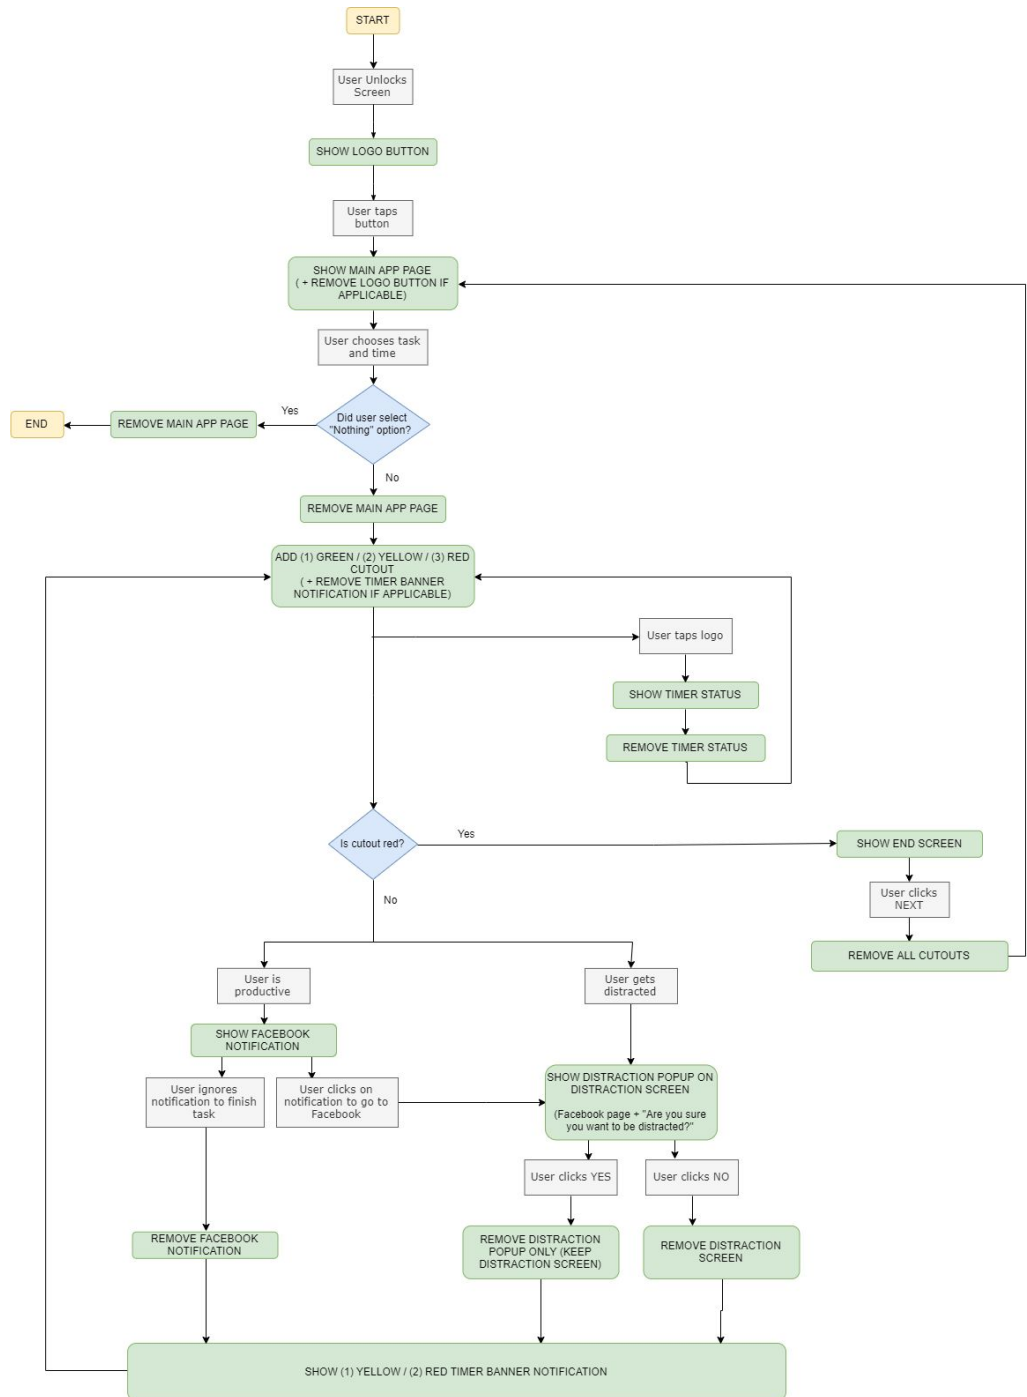 START
User Unlocks
Screen
SHOW LOGO BUTTON
User taps
button
SHOW MAIN APP PAGE
( + REMOVE LOGO BUTTON IF
APPLICABLE)
User chooses task
and time
Did user select
"Nothing" option?
Yes
REMOVE MAIN APP PAGE
END
No
REMOVE MAIN APP PAGE
ADD (1) GREEN / (2) YELLOW / (3) RED
CUTOUT
( + REMOVE TIMER BANNER
NOTIFICATION IF APPLICABLE)
User taps logo
SHOW TIMER STATUS
REMOVE TIMER STATUS
Is cutout red?
Yes
SHOW END SCREEN
User clicks
NEXT
REMOVE ALL CUTOUTS
No
User is
productive
User gets
distracted
SHOW FACEBOOK
NOTIFICATION
User ignores
notification to finish
task
User clicks on
notification to go to
Facebook
SHOW DISTRACTION POPUP ON
DISTRACTION SCREEN
(Facebook page + "Are you sure
you want to be distracted?"
User clicks YES
User clicks NO
REMOVE FACEBOOK
NOTIFICATION
REMOVE DISTRACTION
POPUP ONLY (KEEP
DISTRACTION SCREEN)
REMOVE DISTRACTION
SCREEN
SHOW (1) YELLOW / (2) RED TIMER BANNER NOTIFICATION